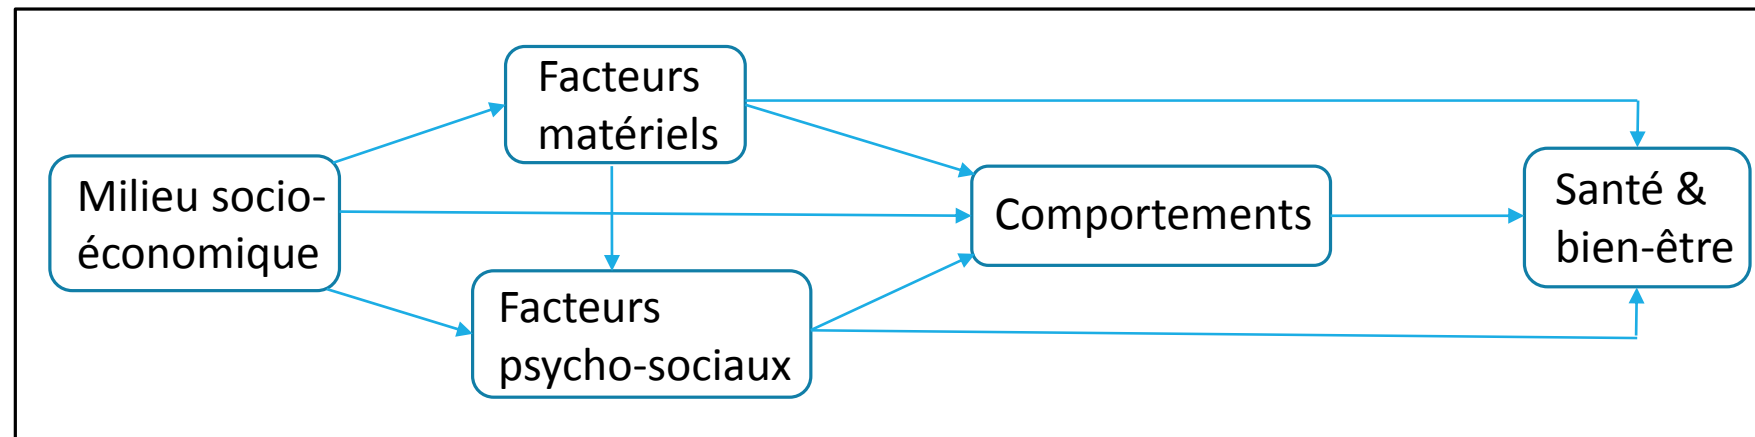 Facteurs
matériels
Milieu socio-
économique
Comportements
Santé &
bien-être
Facteurs
psycho-sociaux